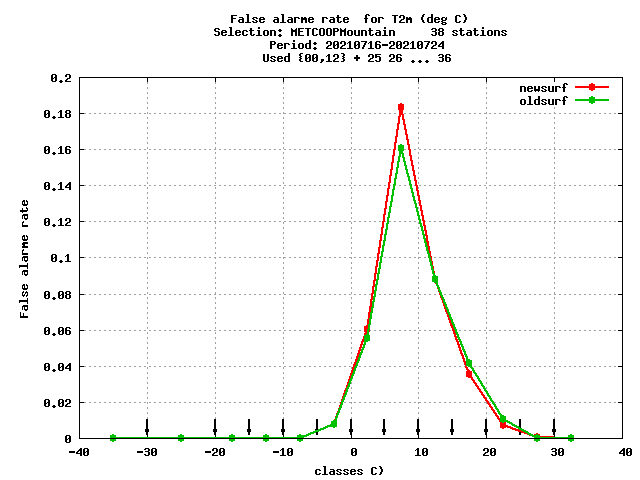 False alarme rate  for T2m (deg C)
Selection: METCOOPMountain     38 stations
Period: 20210716-20210724
Used {00,12} + 25 26 ... 36
newsurf
oldsurf
False alarme rate
0.2
0.18
0.16
0.14
0.12
0.1
0.08
0.06
0.04
0.02
0
-40 -30 -20 -10 0 10 20 30 40
classes C)